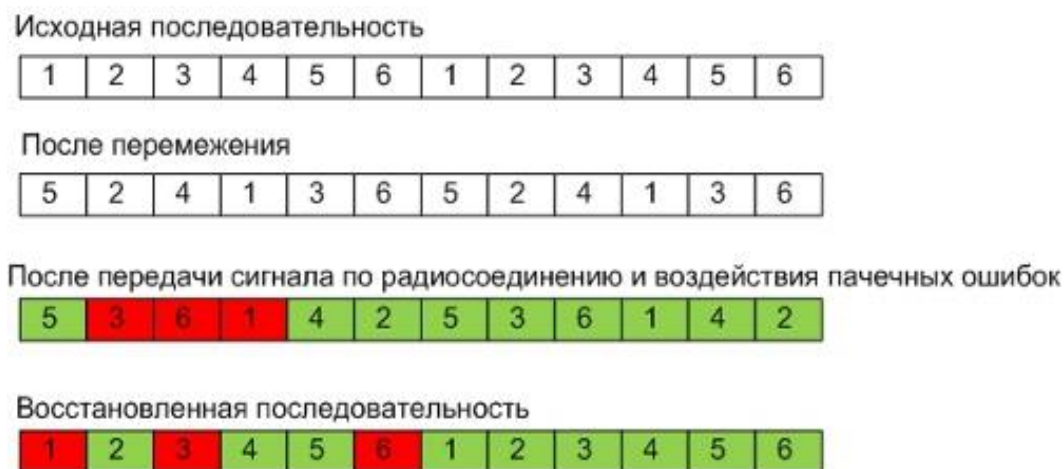 Исходная последовательность
1 2 3 4 5 6 1 2 3 4 5 6
После перемежения
5 2 4 1 3 6 5 2 4 1 3 6
После передачи сигнала по радиосоединению и воздействия пачечных ошибок
5 3 6 1 4 2 5 3 6 1 4 2
Восстановленная последовательность
1 2 3 4 5 6 1 2 3 4 5 6